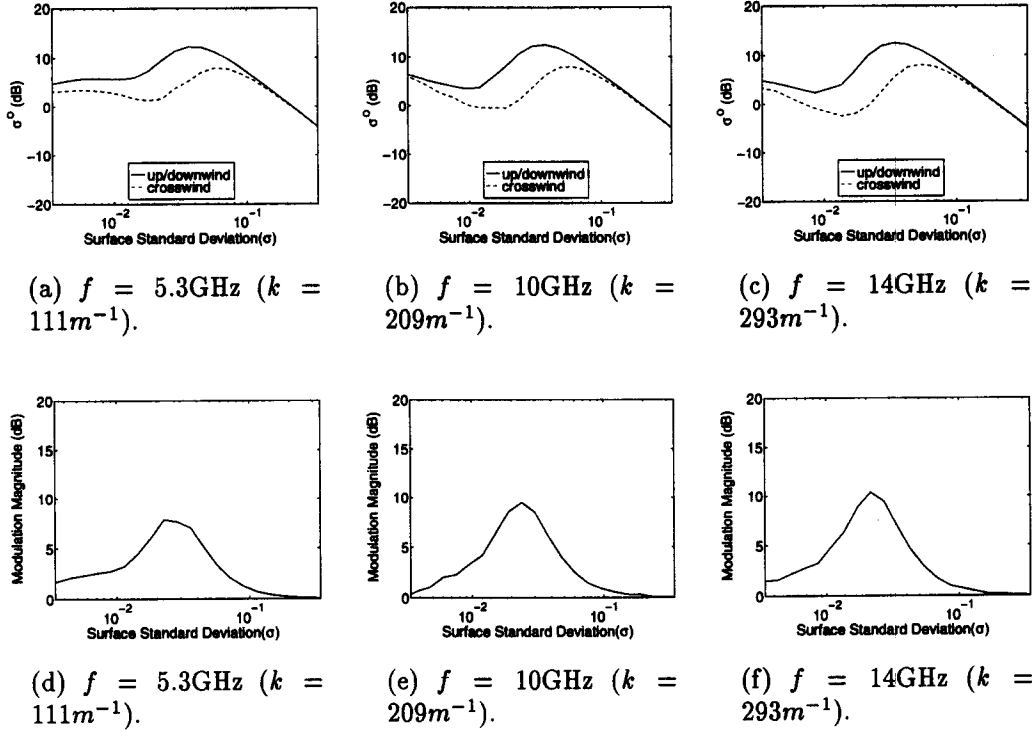 20
10
0
−10
−20
σ° (dB)
up/downwind
crosswind
10⁻² 10⁻¹
Surface Standard Deviation(σ)
(a) f = 5.3GHz (k =
111m⁻¹).
20
10
0
−10
−20
σ° (dB)
up/downwind
crosswind
10⁻² 10⁻¹
Surface Standard Deviation(σ)
(b) f = 10GHz (k =
209m⁻¹).
20
10
0
−10
−20
σ° (dB)
up/downwind
crosswind
10⁻² 10⁻¹
Surface Standard Deviation(σ)
(c) f = 14GHz (k =
293m⁻¹).
20
15
10
5
0
Modulation Magnitude (dB)
10⁻² 10⁻¹
Surface Standard Deviation(σ)
(d) f = 5.3GHz (k =
111m⁻¹).
20
15
10
5
0
Modulation Magnitude (dB)
10⁻² 10⁻¹
Surface Standard Deviation(σ)
(e) f = 10GHz (k =
209m⁻¹).
20
15
10
5
0
Modulation Magnitude (dB)
10⁻² 10⁻¹
Surface Standard Deviation(σ)
(f) f = 14GHz (k =
293m⁻¹).